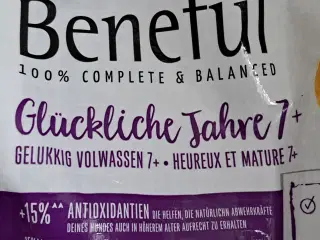 Beneful
100% COMPLETE & BALANCED
Glückliche Jahre 7+
GELUKKIG VOLWASSEN 7+ • HEUREUX ET MATURE 7+
+15%^^ ANTIOXIDANTIEN DIE HELFEN, DIE NATÜRLICHN ABWEHRKRÄFTE
DEINES HUNDES AUCH IN HÖHEREM ALTER AUFRECHT ZU ERHALTEN